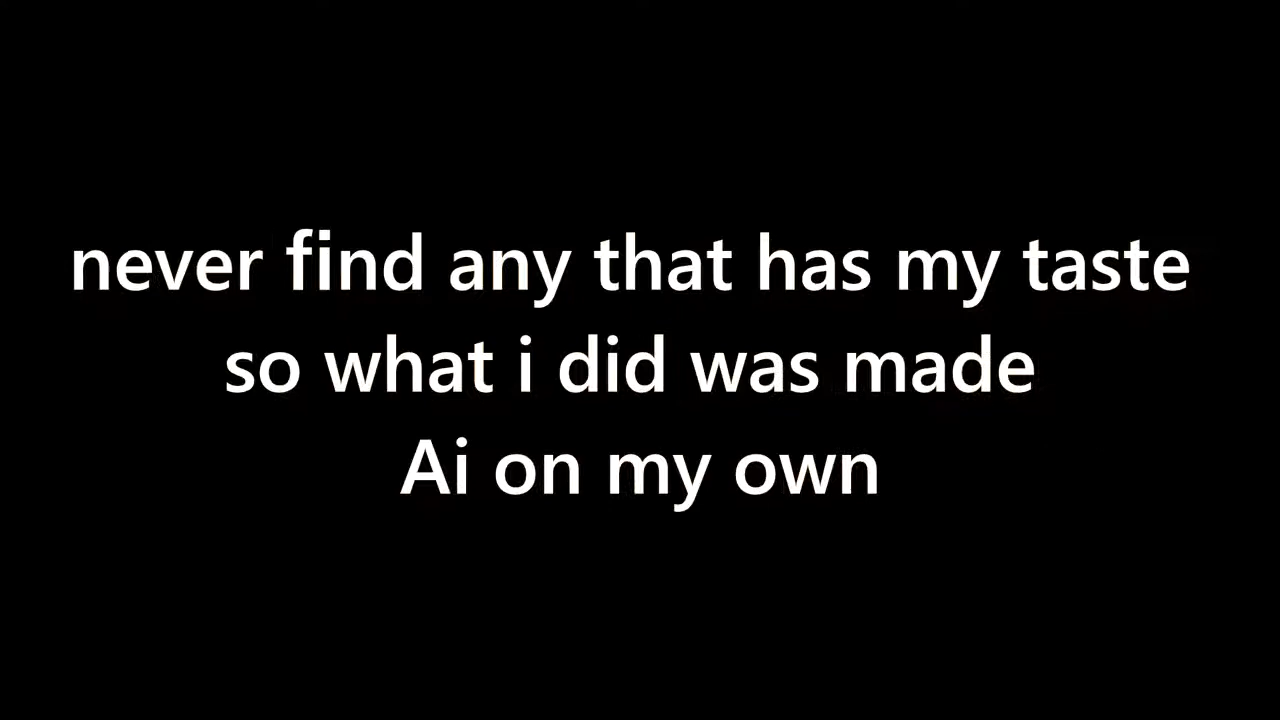 never find any that has my taste
so what i did was made
Ai on my own